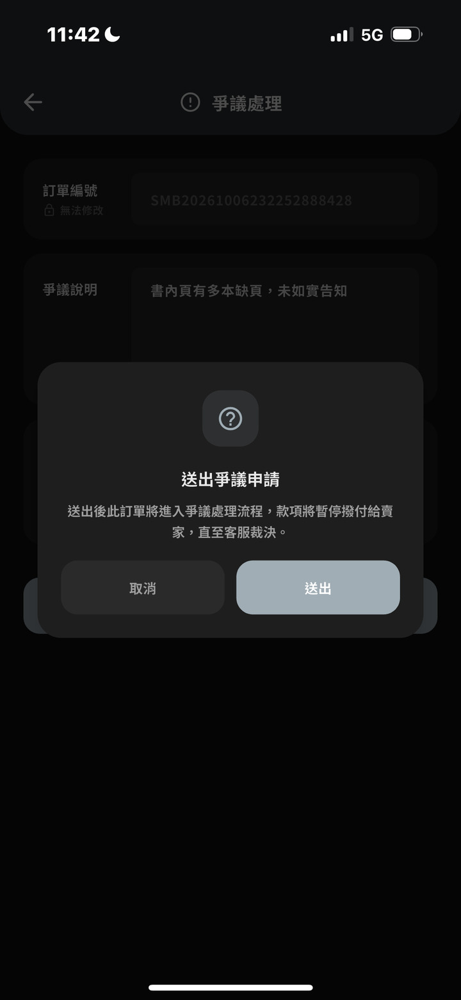 11:42
5G
爭議處理
訂單編號
無法修改
SMB20261006232252888428
爭議說明
書內頁有多本缺頁，未如實告知
送出爭議申請
送出後此訂單將進入爭議處理流程，款項將暫停撥付給賣
家，直至客服裁決。
取消
送出